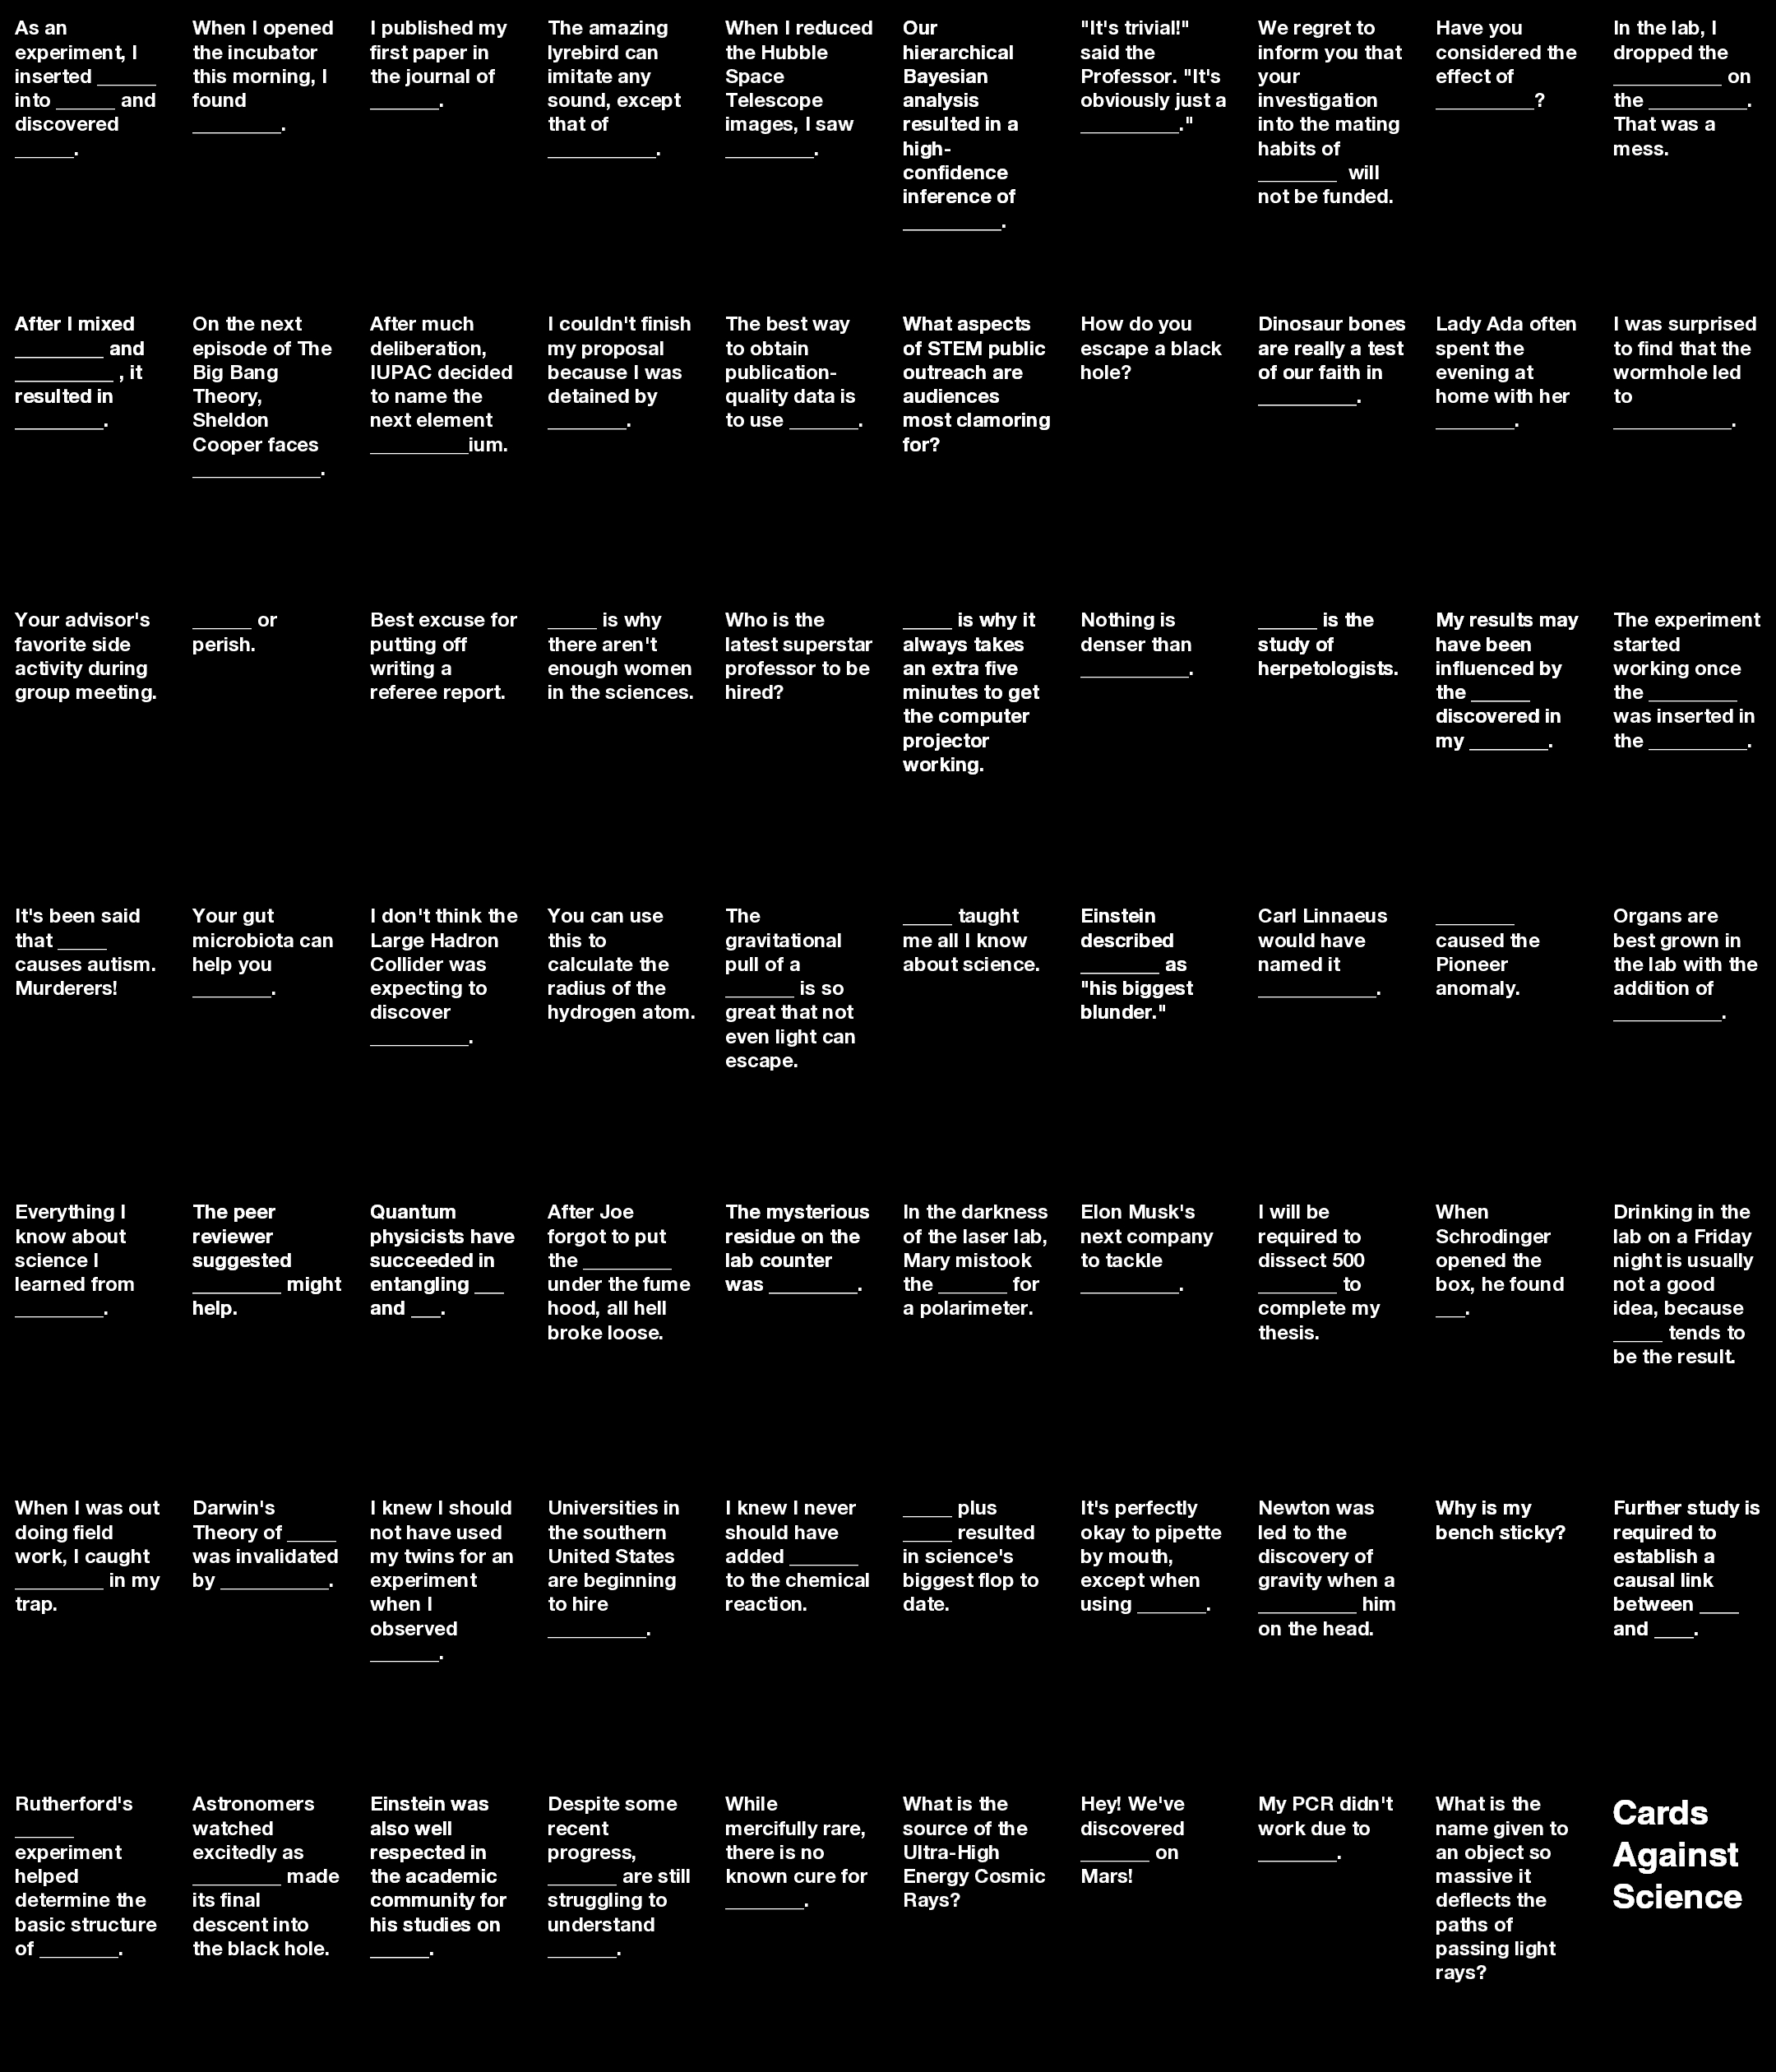 As an
experiment, I
inserted ______
into ______ and
discovered
______.
When I opened
the incubator
this morning, I
found
_________.
I published my
first paper in
the journal of
_______.
The amazing
lyrebird can
imitate any
sound, except
that of
___________.
When I reduced
the Hubble
Space
Telescope
images, I saw
_________.
Our
hierarchical
Bayesian
analysis
resulted in a
high-
confidence
inference of
__________.
"It's trivial!"
said the
Professor. "It's
obviously just a
__________."
We regret to
inform you that
your
investigation
into the mating
habits of
________  will
not be funded.
Have you
considered the
effect of
__________?
In the lab, I
dropped the
___________ on
the __________.
That was a
mess.
After I mixed
_________ and
__________ , it
resulted in
_________.
On the next
episode of The
Big Bang
Theory,
Sheldon
Cooper faces
_____________.
After much
deliberation,
IUPAC decided
to name the
next element
__________ium.
I couldn't finish
my proposal
because I was
detained by
________.
The best way
to obtain
publication-
quality data is
to use _______.
What aspects
of STEM public
outreach are
audiences
most clamoring
for?
How do you
escape a black
hole?
Dinosaur bones
are really a test
of our faith in
__________.
Lady Ada often
spent the
evening at
home with her
________.
I was surprised
to find that the
wormhole led
to
____________.
Your advisor's
favorite side
activity during
group meeting.
______ or
perish.
Best excuse for
putting off
writing a
referee report.
_____ is why
there aren't
enough women
in the sciences.
Who is the
latest superstar
professor to be
hired?
_____ is why it
always takes
an extra five
minutes to get
the computer
projector
working.
Nothing is
denser than
___________.
______ is the
study of
herpetologists.
My results may
have been
influenced by
the ______
discovered in
my ________.
The experiment
started
working once
the _________
was inserted in
the __________.
It's been said
that _____
causes autism.
Murderers!
Your gut
microbiota can
help you
________.
I don't think the
Large Hadron
Collider was
expecting to
discover
__________.
You can use
this to
calculate the
radius of the
hydrogen atom.
The
gravitational
pull of a
_______ is so
great that not
even light can
escape.
_____ taught
me all I know
about science.
Einstein
described
________ as
"his biggest
blunder."
Carl Linnaeus
would have
named it
____________.
________
caused the
Pioneer
anomaly.
Organs are
best grown in
the lab with the
addition of
___________.
Everything I
know about
science I
learned from
_________.
The peer
reviewer
suggested
_________ might
help.
Quantum
physicists have
succeeded in
entangling ___
and ___.
After Joe
forgot to put
the _________
under the fume
hood, all hell
broke loose.
The mysterious
residue on the
lab counter
was _________.
In the darkness
of the laser lab,
Mary mistook
the _______ for
a polarimeter.
Elon Musk's
next company
to tackle
__________.
I will be
required to
dissect 500
________ to
complete my
thesis.
When
Schrodinger
opened the
box, he found
___.
Drinking in the
lab on a Friday
night is usually
not a good
idea, because
_____ tends to
be the result.
When I was out
doing field
work, I caught
_________ in my
trap.
Darwin's
Theory of _____
was invalidated
by ___________.
I knew I should
not have used
my twins for an
experiment
when I
observed
_______.
Universities in
the southern
United States
are beginning
to hire
__________.
I knew I never
should have
added _______
to the chemical
reaction.
_____ plus
_____ resulted
in science's
biggest flop to
date.
It's perfectly
okay to pipette
by mouth,
except when
using _______.
Newton was
led to the
discovery of
gravity when a
__________ him
on the head.
Why is my
bench sticky?
Further study is
required to
establish a
causal link
between ____
and ____.
Rutherford's
______
experiment
helped
determine the
basic structure
of ________.
Astronomers
watched
excitedly as
_________ made
its final
descent into
the black hole.
Einstein was
also well
respected in
the academic
community for
his studies on
______.
Despite some
recent
progress,
_______ are still
struggling to
understand
_______.
While
mercifully rare,
there is no
known cure for
________.
What is the
source of the
Ultra-High
Energy Cosmic
Rays?
Hey! We've
discovered
_______ on
Mars!
My PCR didn't
work due to
________.
What is the
name given to
an object so
massive it
deflects the
paths of
passing light
rays?
Cards
Against
Science